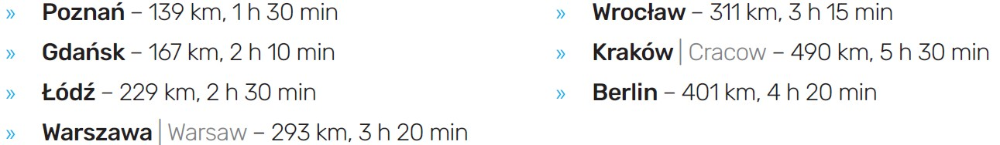 » Poznań – 139 km, 1 h 30 min
» Gdańsk – 167 km, 2 h 10 min
» Łódź – 229 km, 2 h 30 min
» Warszawa | Warsaw – 293 km, 3 h 20 min
» Wrocław – 311 km, 3 h 15 min
» Kraków | Cracow – 490 km, 5 h 30 min
» Berlin – 401 km, 4 h 20 min